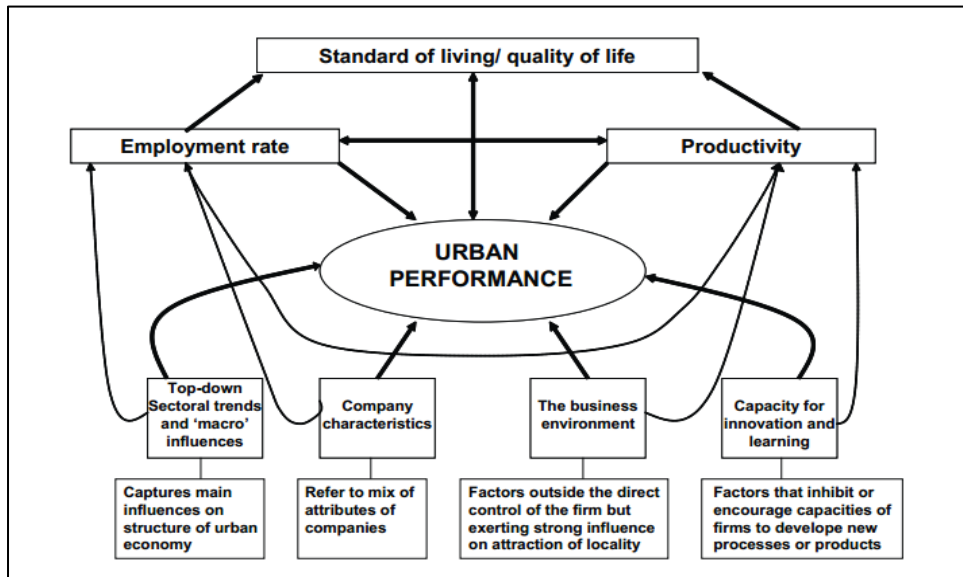 Standard of living/ quality of life
Employment rate
Productivity
URBAN
PERFORMANCE
Top-down
Sectoral trends
and ‘macro’
influences
Company
characteristics
The business
environment
Capacity for
innovation and
learning
Captures main
influences on
structure of urban
economy
Refer to mix of
attributes of
companies
Factors outside the direct
control of the firm but
exerting strong influence
on attraction of locality
Factors that inhibit or
encourage capacities of
firms to develope new
processes or products